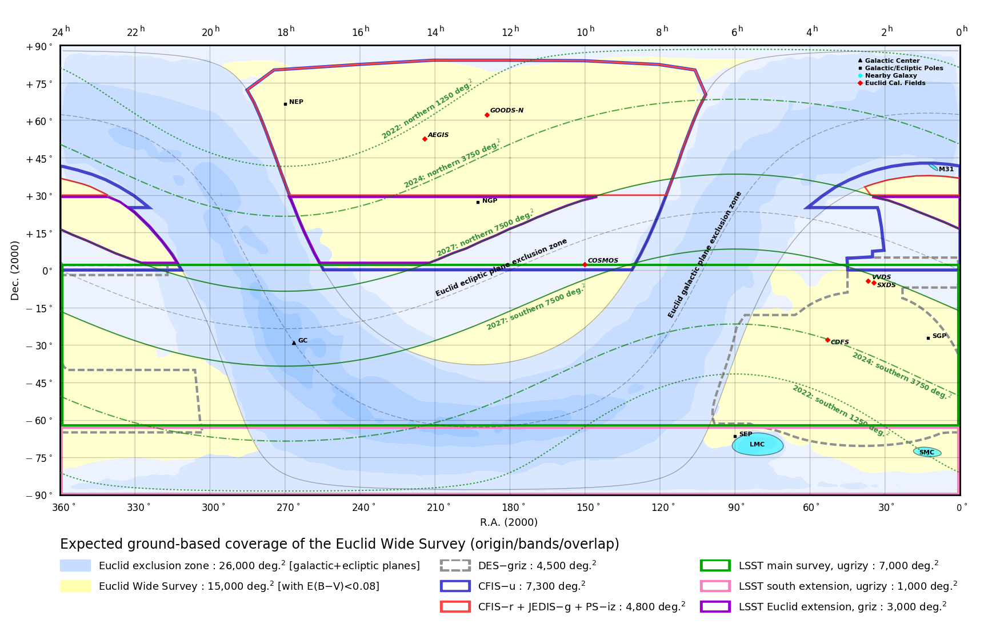 24ʰ 22ʰ 20ʰ 18ʰ 16ʰ 14ʰ 12ʰ 10ʰ 8ʰ 6ʰ 4ʰ 2ʰ 0ʰ
+90°
+75°
+60°
+45°
+30°
+15°
0°
−15°
−30°
−45°
−60°
−75°
−90°
Dec. (2000)
Galactic Center
Galactic/Ecliptic Poles
Nearby Galaxy
Euclid Cal. Fields
NEP
2022: northern 1250 deg.²
GOODS-N
AEGIS
2024: northern 3750 deg.²
M31
NGP
2027: northern 7500 deg.²
Euclid ecliptic plane exclusion zone
Euclid galactic plane exclusion zone
COSMOS
VVDS
SXDS
2027: southern 7500 deg.²
GC
CDFS
SGP
2024: southern 3750 deg.²
2022: southern 1250 deg.²
SEP
LMC
SMC
360° 330° 300° 270° 240° 210° 180° 150° 120° 90° 60° 30° 0°
R.A. (2000)
Expected ground-based coverage of the Euclid Wide Survey (origin/bands/overlap)
Euclid exclusion zone : 26,000 deg.² [galactic+ecliptic planes]
Euclid Wide Survey : 15,000 deg.² [with E(B−V)<0.08]
DES−griz : 4,500 deg.²
CFIS−u : 7,300 deg.²
CFIS−r + JEDIS−g + PS−iz : 4,800 deg.²
LSST main survey, ugrizy : 7,000 deg.²
LSST south extension, ugrizy : 1,000 deg.²
LSST Euclid extension, griz : 3,000 deg.²